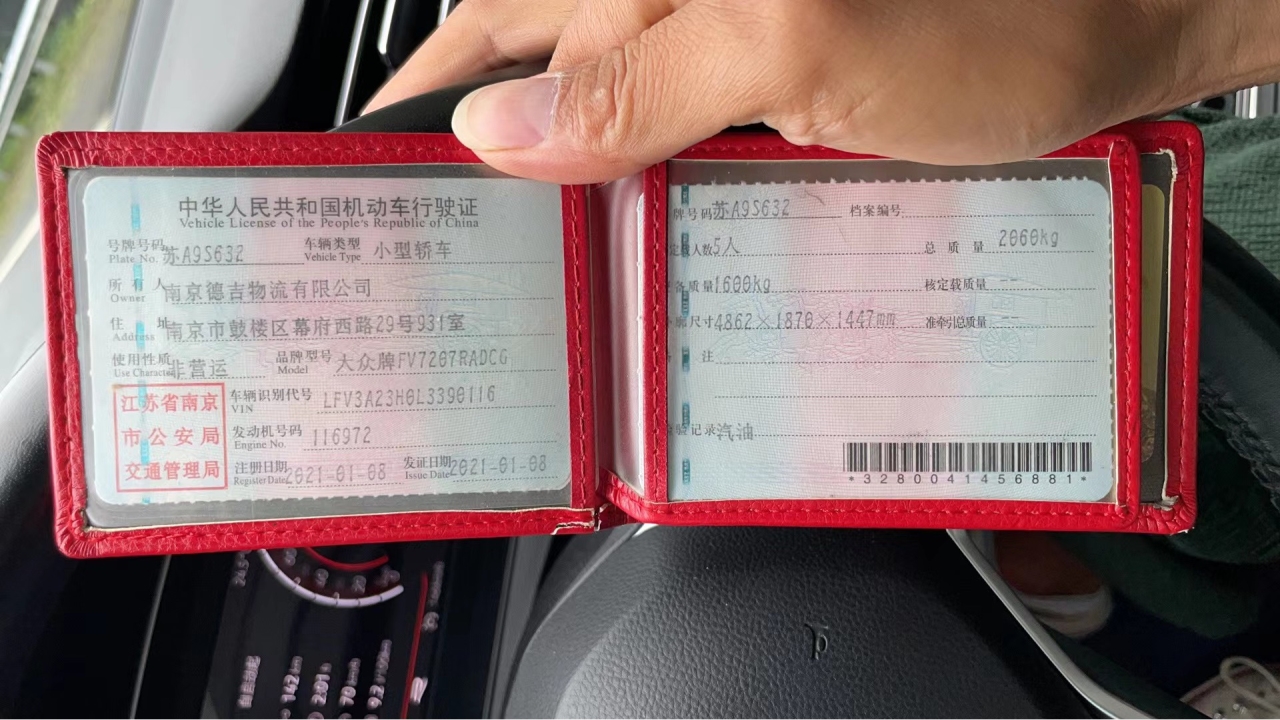 中华人民共和国机动车行驶证
Vehicle License of the People's Republic of China
号牌号码 苏A9S632 车辆类型 小型轿车
Plate No. Vehicle Type
所有人 南京德吉物流有限公司
Owner
住址 南京市鼓楼区幕府西路29号931室
Address
使用性质 非营运 品牌型号 大众牌FV7207RADCG
Use Character Model
江苏省南京
市公安局
交通管理局
车辆识别代号 LFV3A23H0L3390116
VIN
发动机号码 116972
Engine No.
注册日期 2021-01-08 发证日期 2021-01-08
Register Date Issue Date
牌号码 苏A9S632 档案编号
定载人数 5人 总质量 2060kg
备质量 1600kg 核定载质量 --
廓尺寸 4862×1870×1447mm 准牵引总质量 --
注
验记录 汽油
*3280041456881*